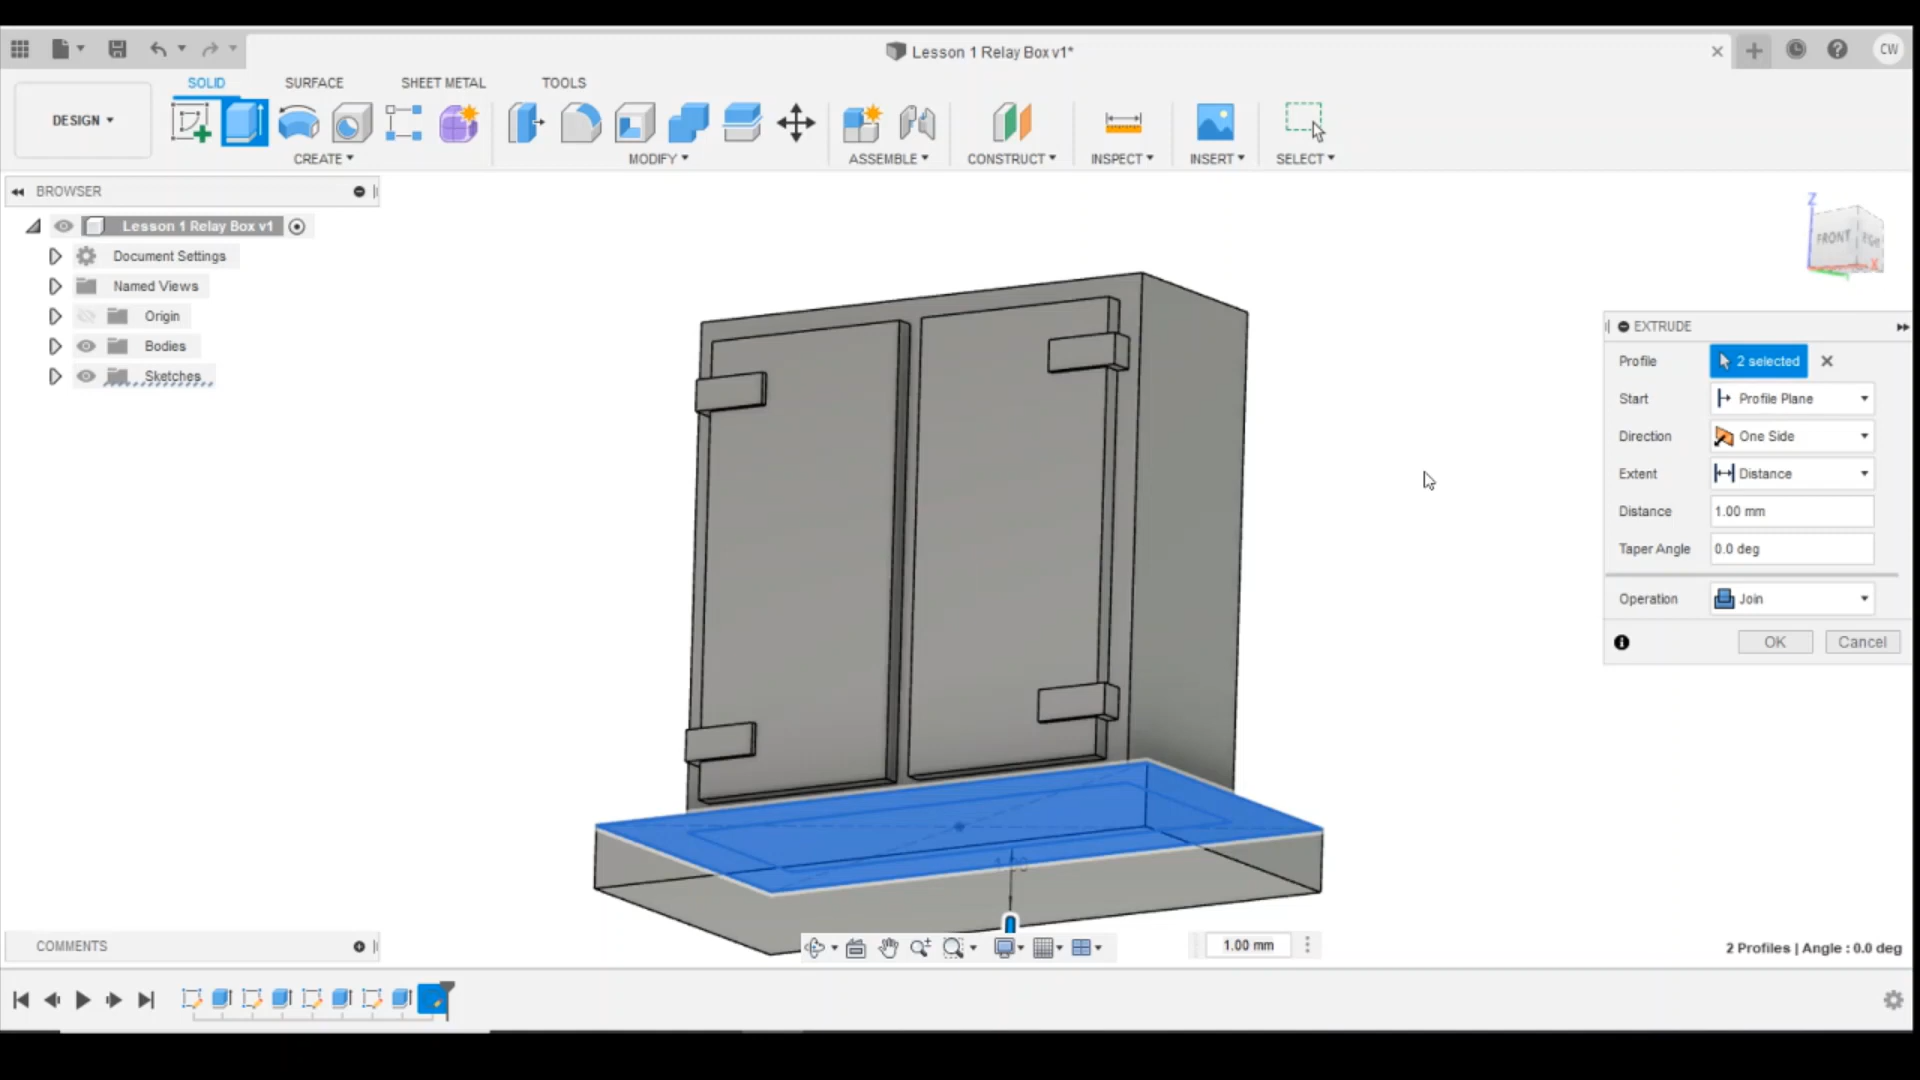 Lesson 1 Relay Box v1*
CW
DESIGN
SOLID
SURFACE
SHEET METAL
TOOLS
CREATE
MODIFY
ASSEMBLE
CONSTRUCT
INSPECT
INSERT
SELECT
BROWSER
Lesson 1 Relay Box v1
Document Settings
Named Views
Origin
Bodies
Sketches
Z
FRONT
X
EXTRUDE
Profile 2 selected
Start Profile Plane
Direction One Side
Extent Distance
Distance 1.00 mm
Taper Angle 0.0 deg
Operation Join
OK Cancel
COMMENTS
1.00 mm
2 Profiles | Angle : 0.0 deg